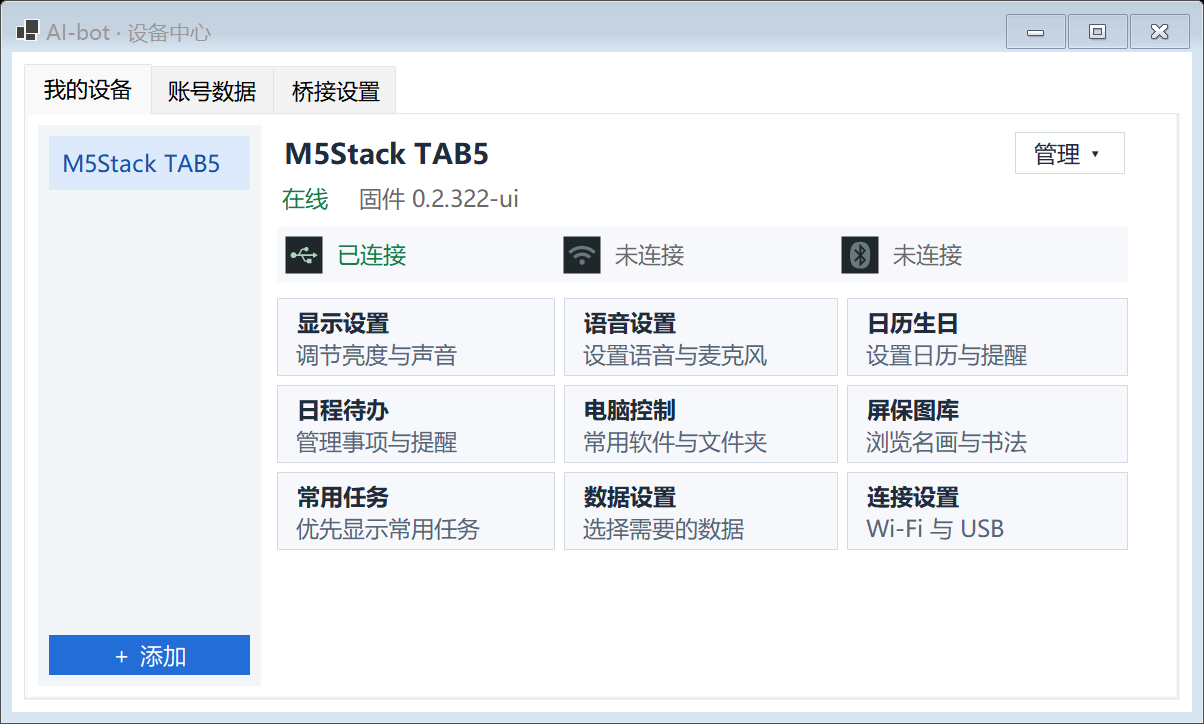 AI-bot · 设备中心
我的设备
账号数据
桥接设置
M5Stack TAB5
+ 添加
M5Stack TAB5
管理 ▾
在线
固件 0.2.322-ui
已连接
未连接
未连接
显示设置
调节亮度与声音
语音设置
设置语音与麦克风
日历生日
设置日历与提醒
日程待办
管理事项与提醒
电脑控制
常用软件与文件夹
屏保图库
浏览名画与书法
常用任务
优先显示常用任务
数据设置
选择需要的数据
连接设置
Wi-Fi 与 USB